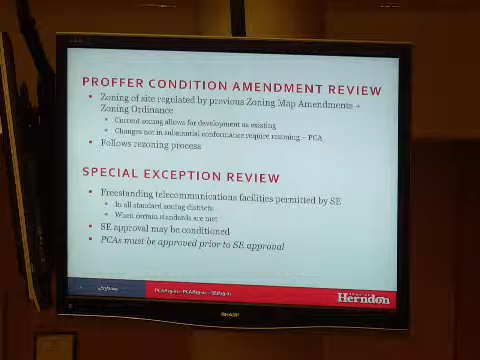 PROFFER CONDITION AMENDMENT REVIEW
Zoning of site regulated by previous Zoning Map Amendments +
Zoning Ordinance
Current zoning allows for development as existing
Changes not in substantial conformance require rezoning – PCA
Follows rezoning process
SPECIAL EXCEPTION REVIEW
Freestanding telecommunications facilities permitted by SE
In all standard zoning districts
When certain standards are met
SE approval may be conditioned
PCAs must be approved prior to SE approval
Herndon
SHARP